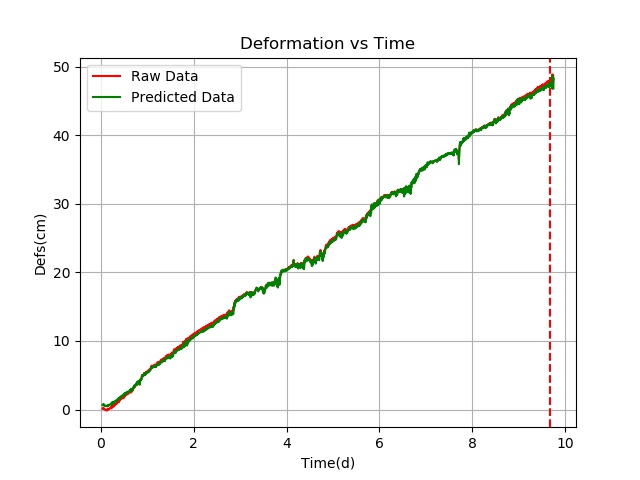 Deformation vs Time
Raw Data
Predicted Data
Defs(cm)
50
40
30
20
10
0
0 2 4 6 8 10
Time(d)